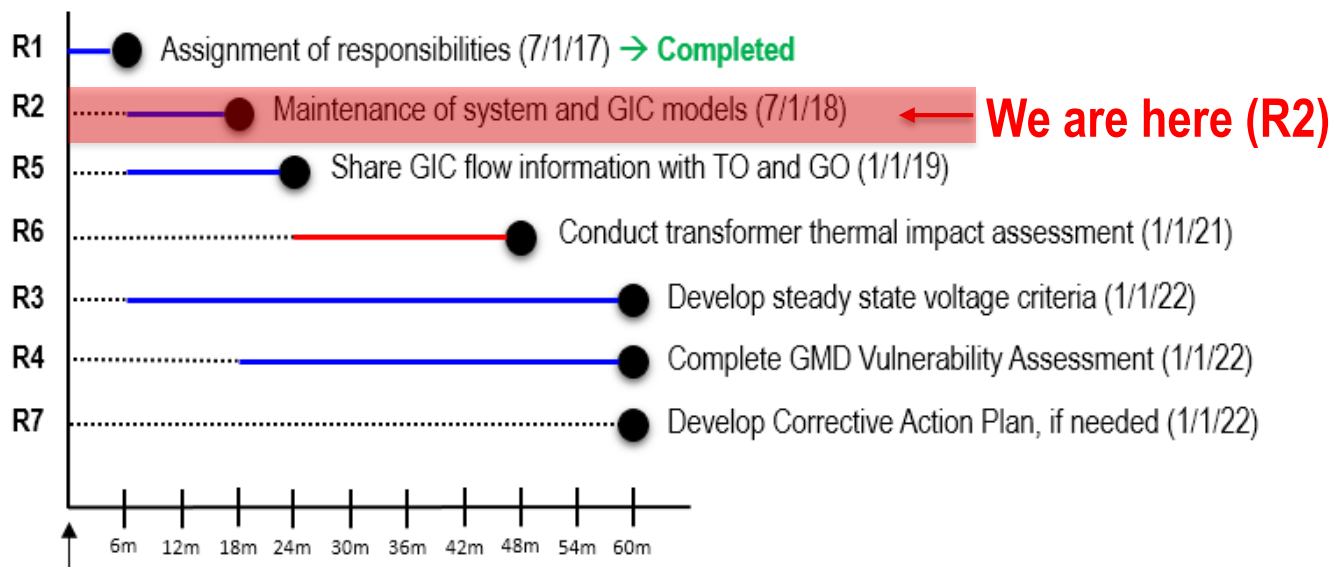 R1 Assignment of responsibilities (7/1/17) → Completed
R2 Maintenance of system and GIC models (7/1/18) ← We are here (R2)
R5 Share GIC flow information with TO and GO (1/1/19)
R6 Conduct transformer thermal impact assessment (1/1/21)
R3 Develop steady state voltage criteria (1/1/22)
R4 Complete GMD Vulnerability Assessment (1/1/22)
R7 Develop Corrective Action Plan, if needed (1/1/22)
6m 12m 18m 24m 30m 36m 42m 48m 54m 60m